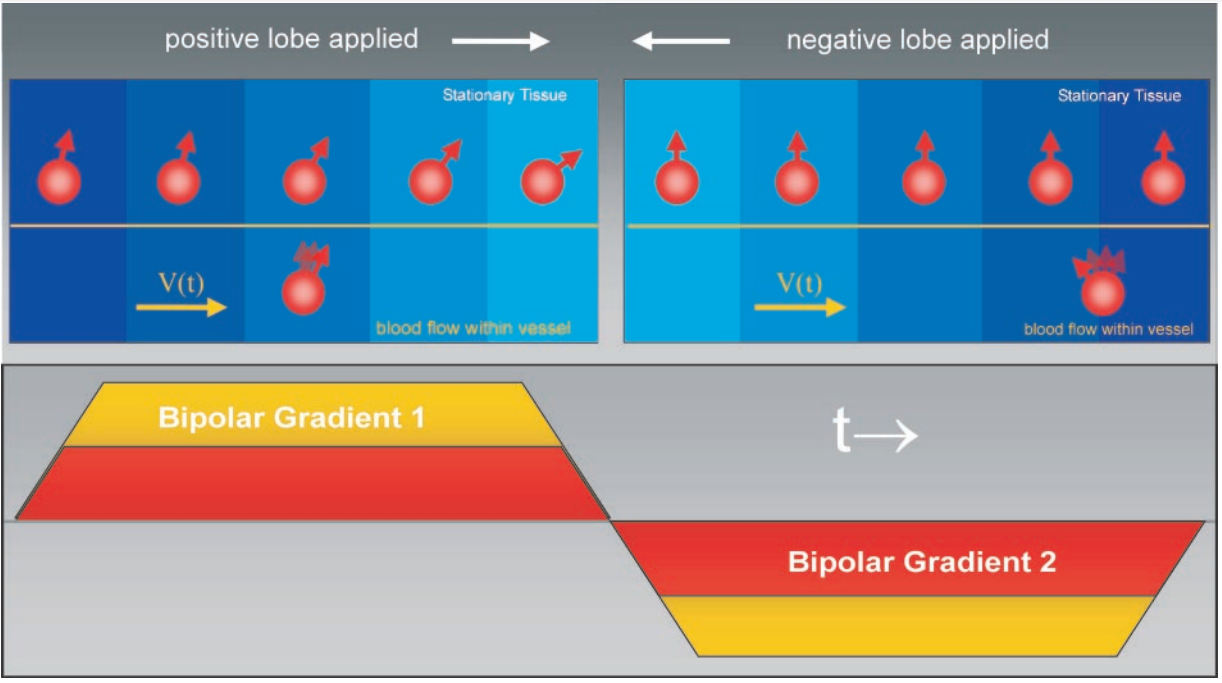 positive lobe applied
negative lobe applied
Stationary Tissue
V(t)
blood flow within vessel
Stationary Tissue
V(t)
blood flow within vessel
Bipolar Gradient 1
t→
Bipolar Gradient 2